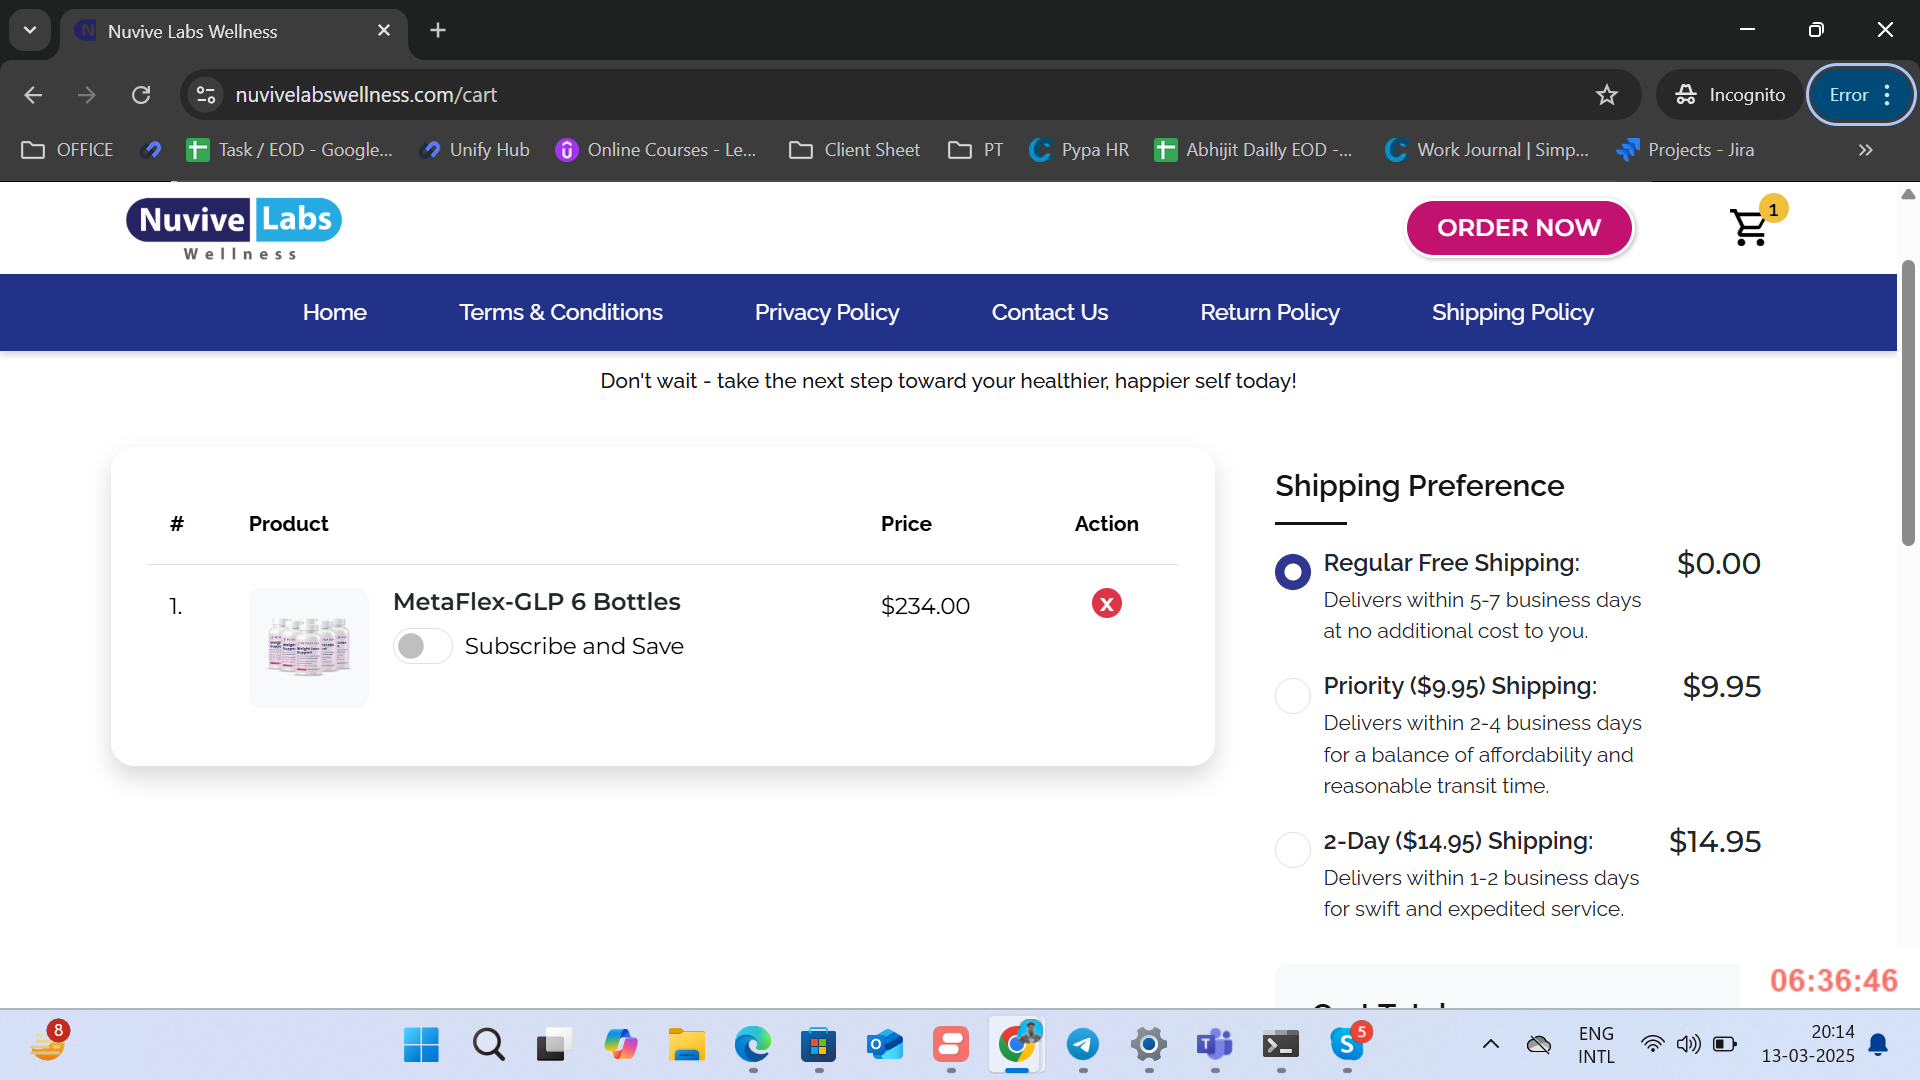 Nuvive Labs Wellness
nuvivelabswellness.com/cart
Incognito
Error
OFFICE
Task / EOD - Google...
Unify Hub
Online Courses - Le...
Client Sheet
PT
Pypa HR
Abhijit Dailly EOD -...
Work Journal | Simp...
Projects - Jira
Nuvive Labs
Wellness
ORDER NOW
1
Home
Terms & Conditions
Privacy Policy
Contact Us
Return Policy
Shipping Policy
Don't wait - take the next step toward your healthier, happier self today!
# Product Price Action
1. MetaFlex-GLP 6 Bottles $234.00 x
Subscribe and Save
Shipping Preference
Regular Free Shipping: $0.00
Delivers within 5-7 business days
at no additional cost to you.
Priority ($9.95) Shipping: $9.95
Delivers within 2-4 business days
for a balance of affordability and
reasonable transit time.
2-Day ($14.95) Shipping: $14.95
Delivers within 1-2 business days
for swift and expedited service.
06:36:46
8
5
ENG
INTL
20:14
13-03-2025